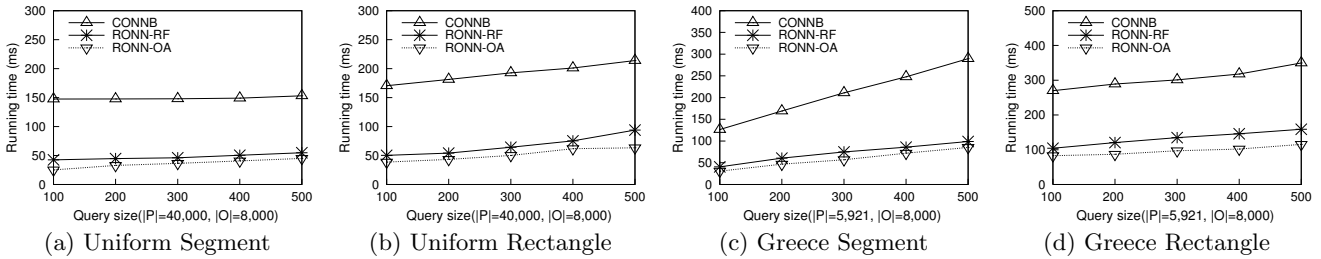 Running time (ms)
300
250
200
150
100
50
0
CONNB
RONN-RF
RONN-OA
100 200 300 400 500
Query size(|P|=40,000, |O|=8,000)
(a) Uniform Segment
Running time (ms)
300
250
200
150
100
50
0
CONNB
RONN-RF
RONN-OA
100 200 300 400 500
Query size(|P|=40,000, |O|=8,000)
(b) Uniform Rectangle
Running time (ms)
400
350
300
250
200
150
100
50
0
CONNB
RONN-RF
RONN-OA
100 200 300 400 500
Query size(|P|=5,921, |O|=8,000)
(c) Greece Segment
Running time (ms)
500
400
300
200
100
0
CONNB
RONN-RF
RONN-OA
100 200 300 400 500
Query size(|P|=5,921, |O|=8,000)
(d) Greece Rectangle